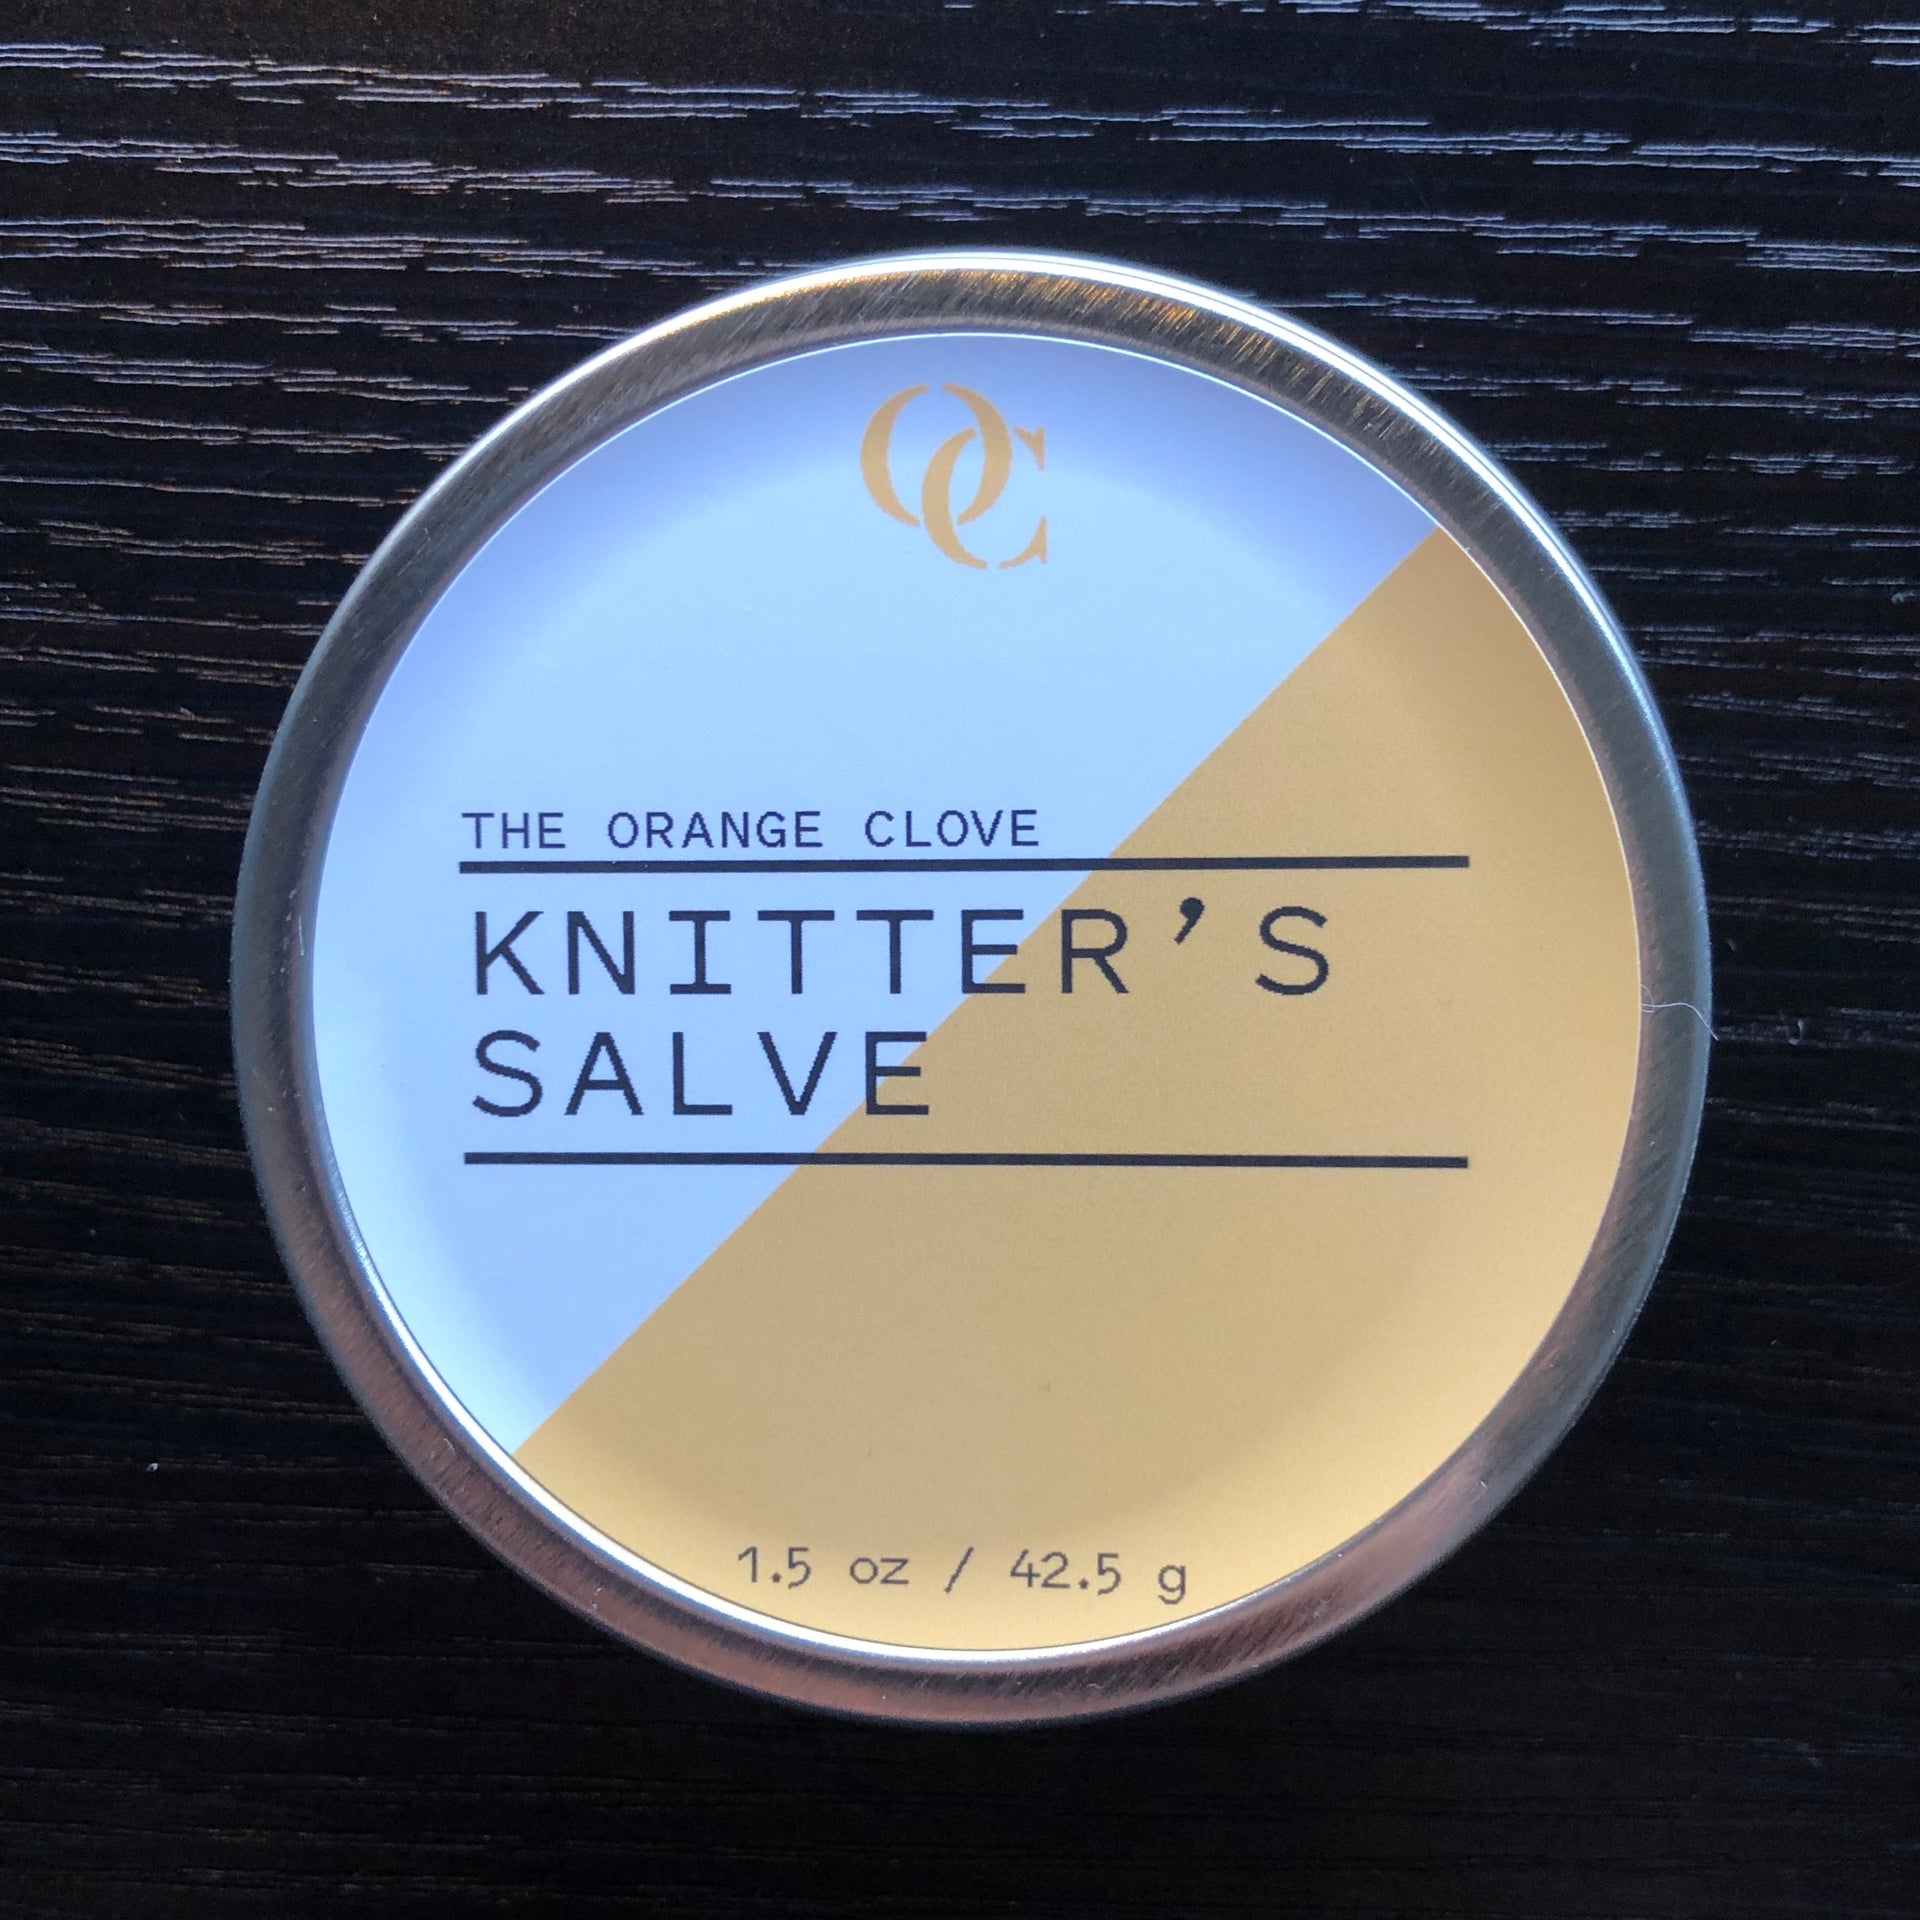 OC
THE ORANGE CLOVE
KNITTER'S
SALVE
1.5 oz / 42.5 g